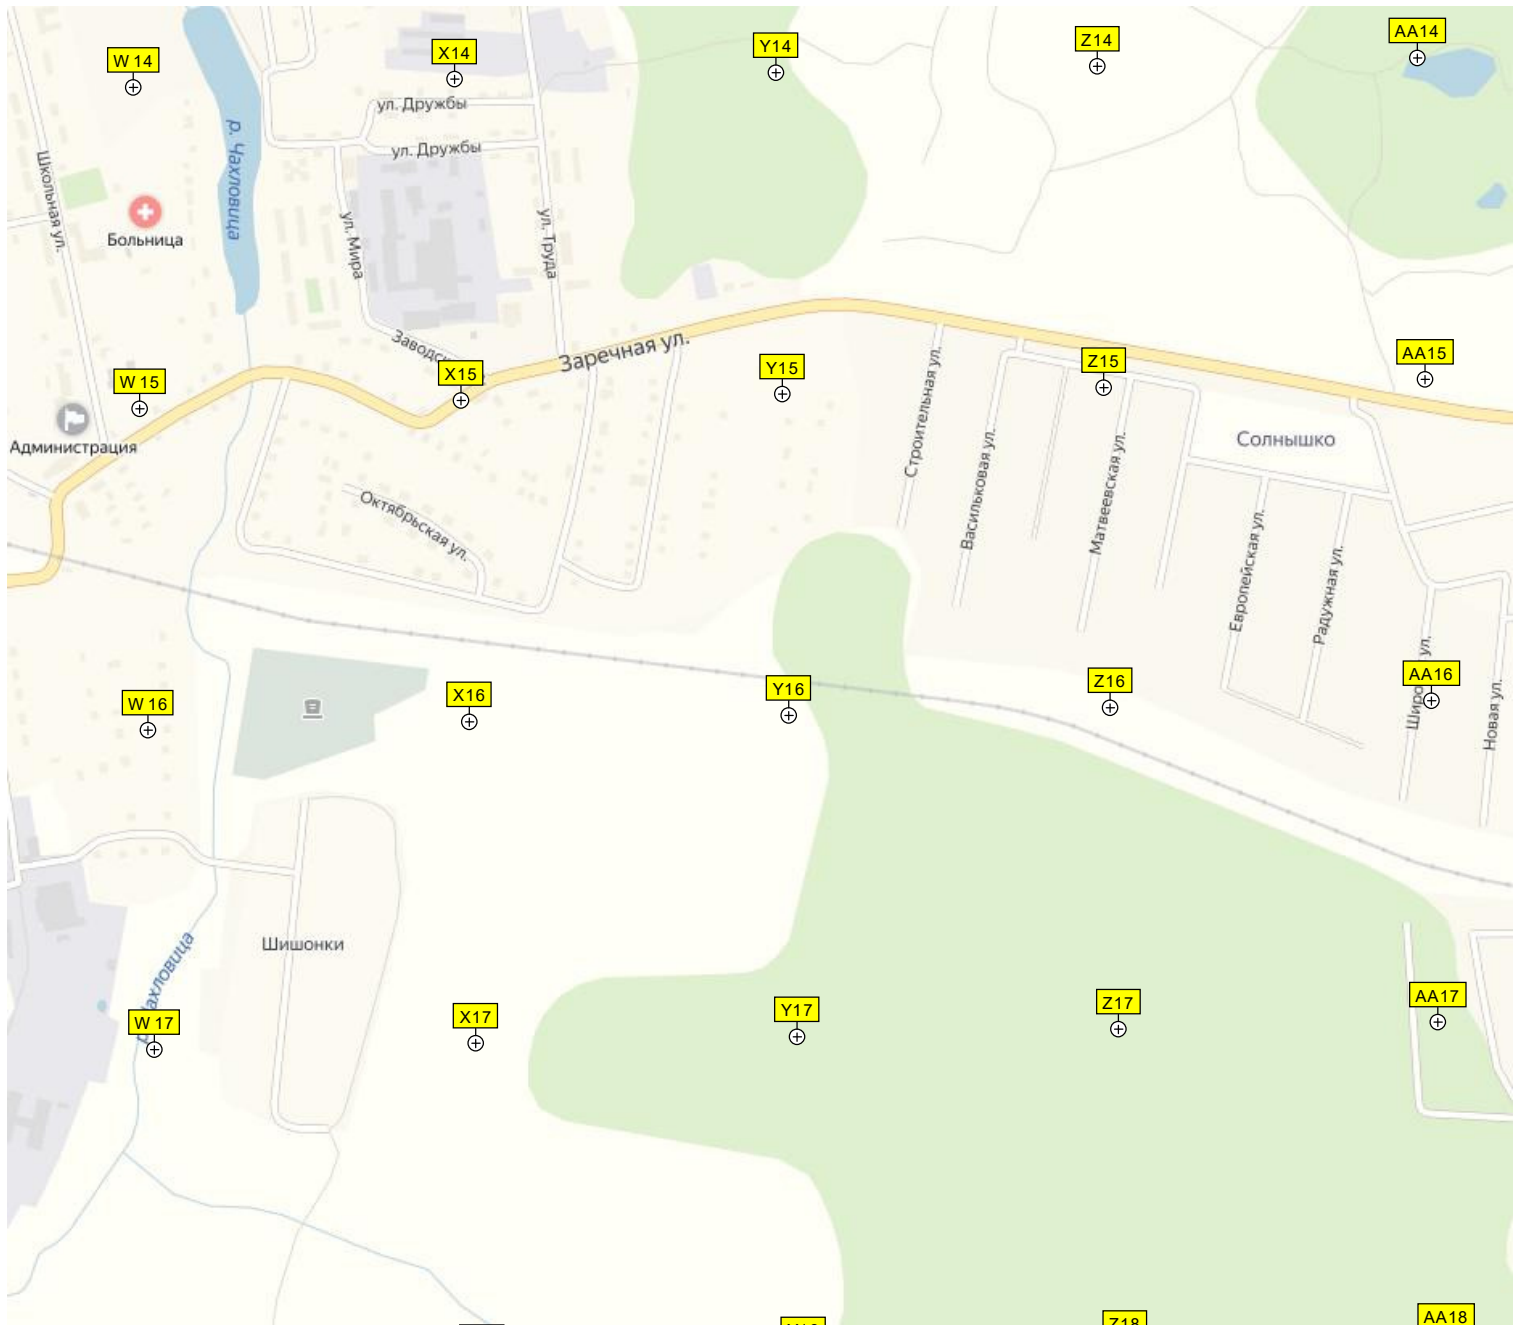 W 14
X14
Y14
Z14
AA14
ул. Дружбы
ул. Дружбы
р. Чахловица
Школьная ул.
Больница
ул. Мира
ул. Труда
Заречная ул.
W 15
X15
Y15
Z15
AA15
Администрация
Солнышко
Строительная ул.
Васильковая ул.
Матвеевская ул.
Октябрьская ул.
Европейская ул.
Радужная ул.
W 16
X16
Y16
Z16
AA16
ул.
Новая ул.
Шишонки
W 17
X17
Y17
Z17
AA17
Z18
AA18